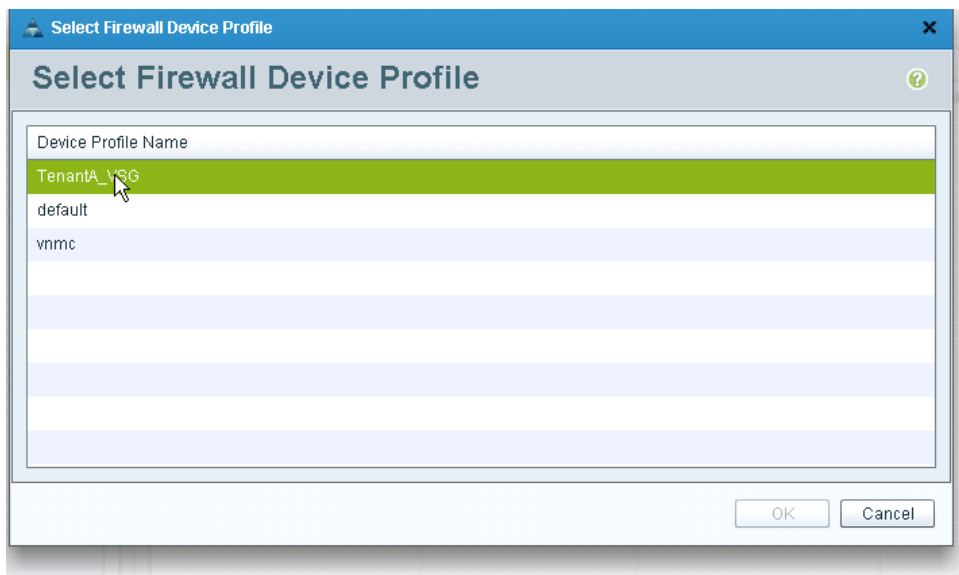 Select Firewall Device Profile
Select Firewall Device Profile
Device Profile Name
TenantA_VSG
default
vnmc
OK Cancel